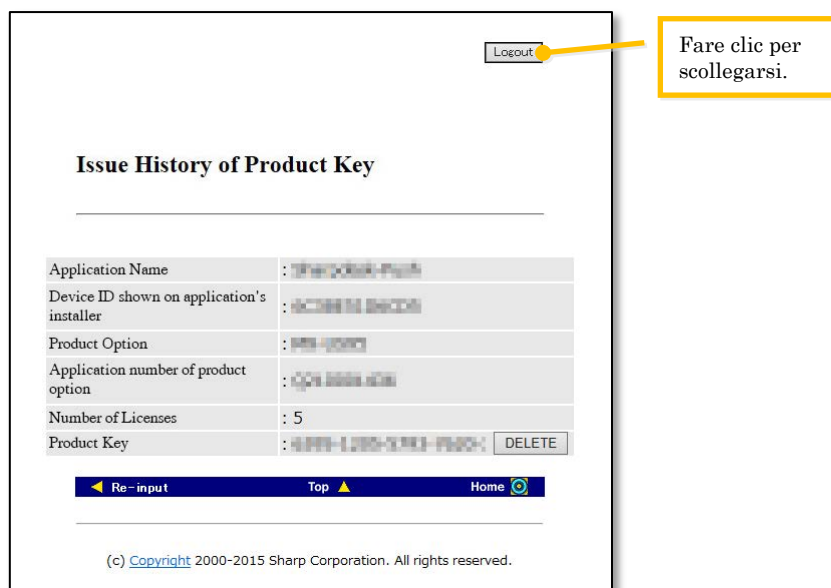 Logout
Fare clic per
scollegarsi.
Issue History of Product Key
Application Name :
Device ID shown on application's
installer :
Product Option :
Application number of product
option :
Number of Licenses : 5
Product Key : DELETE
Re-input Top Home
(c) Copyright 2000-2015 Sharp Corporation. All rights reserved.